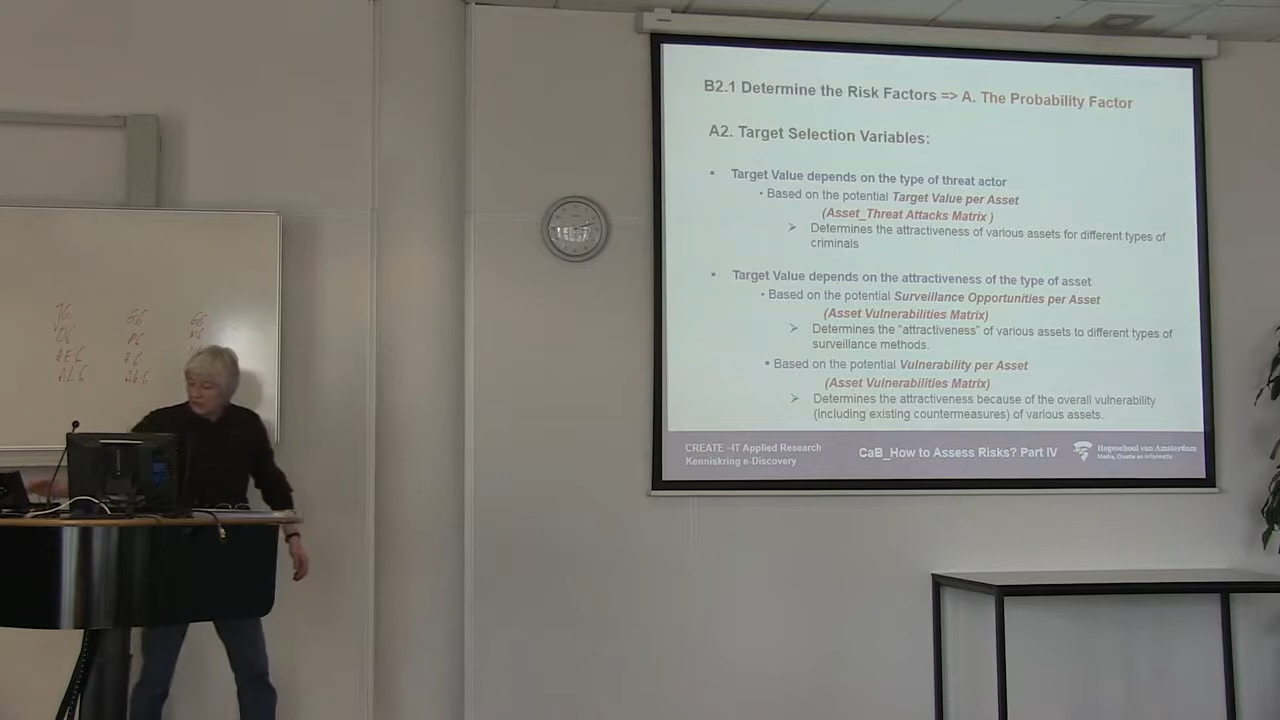 B2.1 Determine the Risk Factors => A. The Probability Factor
A2. Target Selection Variables:
▪ Target Value depends on the type of threat actor
• Based on the potential Target Value per Asset
(Asset_Threat Attacks Matrix )
➢ Determines the attractiveness of various assets for different types of
criminals
▪ Target Value depends on the attractiveness of the type of asset
• Based on the potential Surveillance Opportunities per Asset
(Asset Vulnerabilities Matrix)
➢ Determines the “attractiveness” of various assets to different types of
surveillance methods.
• Based on the potential Vulnerability per Asset
(Asset Vulnerabilities Matrix)
➢ Determines the attractiveness because of the overall vulnerability
(including existing countermeasures) of various assets.
CREATE –IT Applied Research
Kenniskring e-Discovery
CaB_How to Assess Risks? Part IV
Hogeschool van Amsterdam
Media, Creatie en Informatie